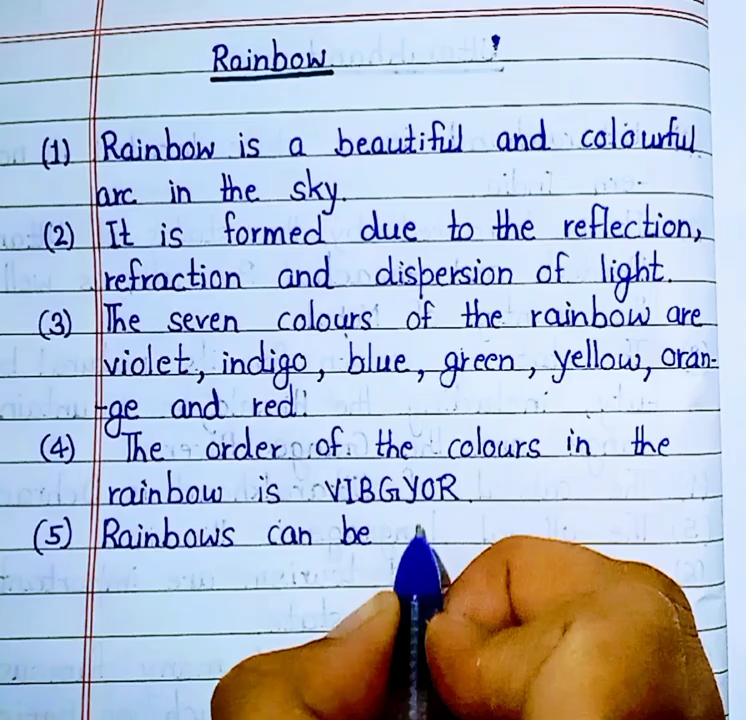 Rainbow
(1) Rainbow is a beautiful and colourful
arc in the sky.
(2) It is formed due to the reflection,
refraction and dispersion of light.
(3) The seven colours of the rainbow are
violet, indigo, blue, green, yellow, oran-
-ge and red.
(4) The order of the colours in the
rainbow is VIBGYOR
(5) Rainbows can be